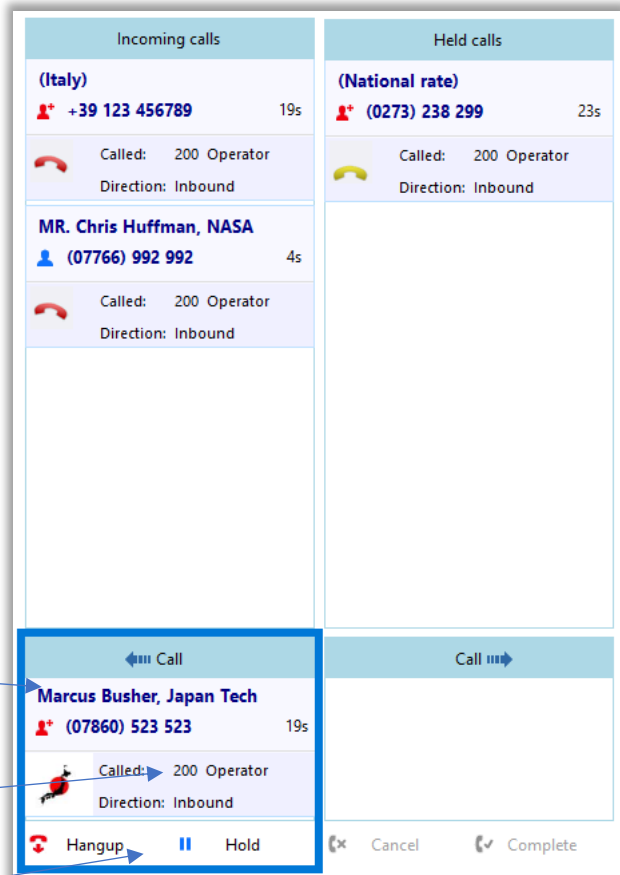 Incoming calls
(Italy)
+39 123 456789 19s
Called: 200 Operator
Direction: Inbound
MR. Chris Huffman, NASA
(07766) 992 992 4s
Called: 200 Operator
Direction: Inbound
Held calls
(National rate)
(0273) 238 299 23s
Called: 200 Operator
Direction: Inbound
Call
Marcus Busher, Japan Tech
(07860) 523 523 19s
Called: 200 Operator
Direction: Inbound
Hangup Hold
Call
Cancel Complete